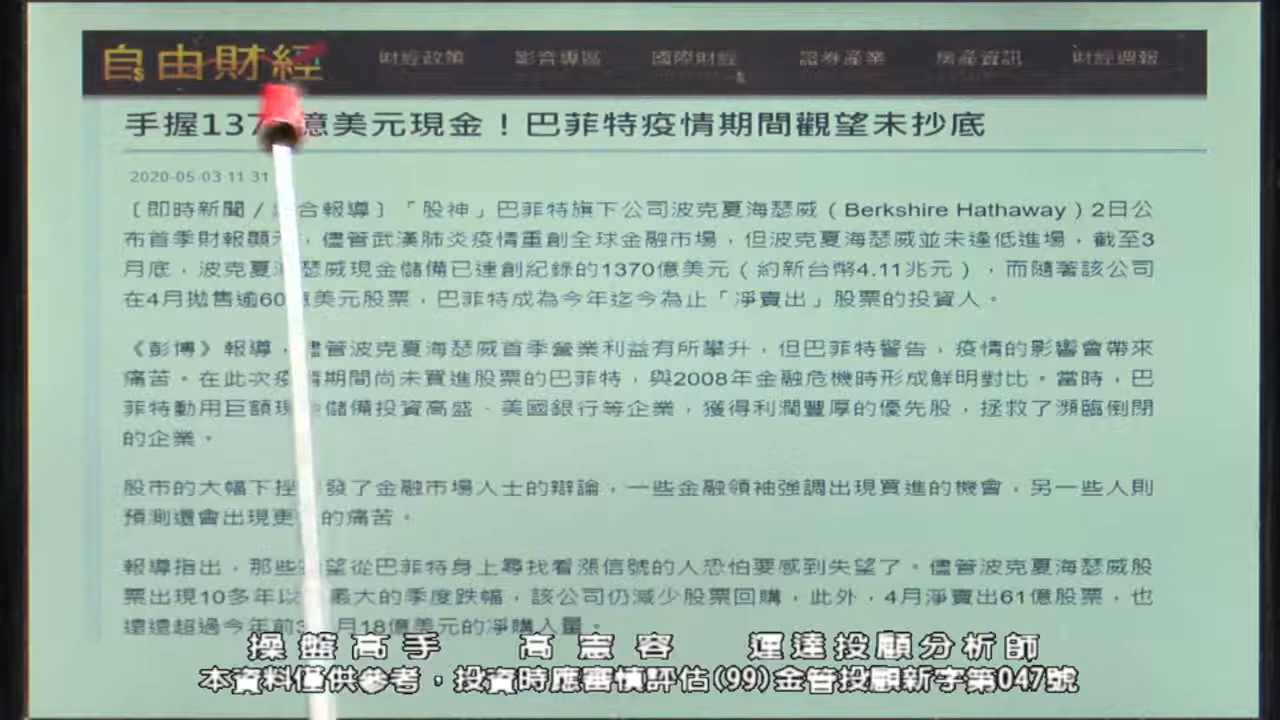 自由財經 財經政策 影音專區 國際財經 證券產業 房產資訊 財經週報
手握137億美元現金！巴菲特疫情期間觀望未抄底
2020-05-03 11 31
〔即時新聞／合報導〕「股神」巴菲特旗下公司波克夏海瑟威（Berkshire Hathaway）2日公
布首季財報顯，儘管武漢肺炎疫情重創全球金融市場，但波克夏海瑟威並未逢低進場，截至3
月底，波克夏瑟威現金儲備已達創紀錄的1370億美元（約新台幣4.11兆元），而隨著該公司
在4月拋售逾60億美元股票，巴菲特成為今年迄今為止「淨賣出」股票的投資人。
《彭博》報導，儘管波克夏海瑟威首季營業利益有所攀升，但巴菲特警告，疫情的影響會帶來
痛苦。在此次疫情期間尚未買進股票的巴菲特，與2008年金融危機時形成鮮明對比。當時，巴
菲特動用巨額現儲備投資高盛、美國銀行等企業，獲得利潤豐厚的優先股，拯救了瀕臨倒閉
的企業。
股市的大幅下挫發了金融市場人士的辯論，一些金融領袖強調出現買進的機會，另一些人則
預測還會出現更的痛苦。
報導指出，那些望從巴菲特身上尋找看漲信號的人恐怕要感到失望了。儘管波克夏海瑟威股
票出現10多年以最大的季度跌幅，該公司仍減少股票回購，此外，4月淨賣出61億股票，也
遠遠超過今年前3月18億美元的淨購入量。
操盤高手 高憲容 運達投顧分析師
本資料僅供參考，投資時應審慎評估(99)金管投顧新字第047號